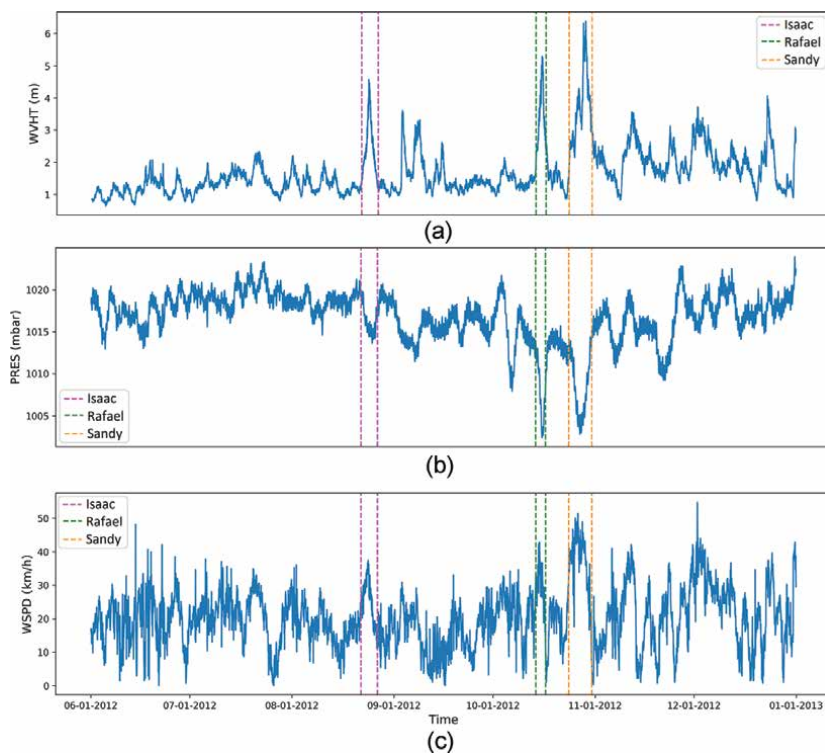 6
5
4
3
2
1
WVHT (m)
Isaac
Rafael
Sandy
(a)
1020
1015
1010
1005
PRES (mbar)
Isaac
Rafael
Sandy
(b)
50
40
30
20
10
0
WSPD (km/h)
Isaac
Rafael
Sandy
06-01-2012 07-01-2012 08-01-2012 09-01-2012 10-01-2012 11-01-2012 12-01-2012 01-01-2013
Time
(c)